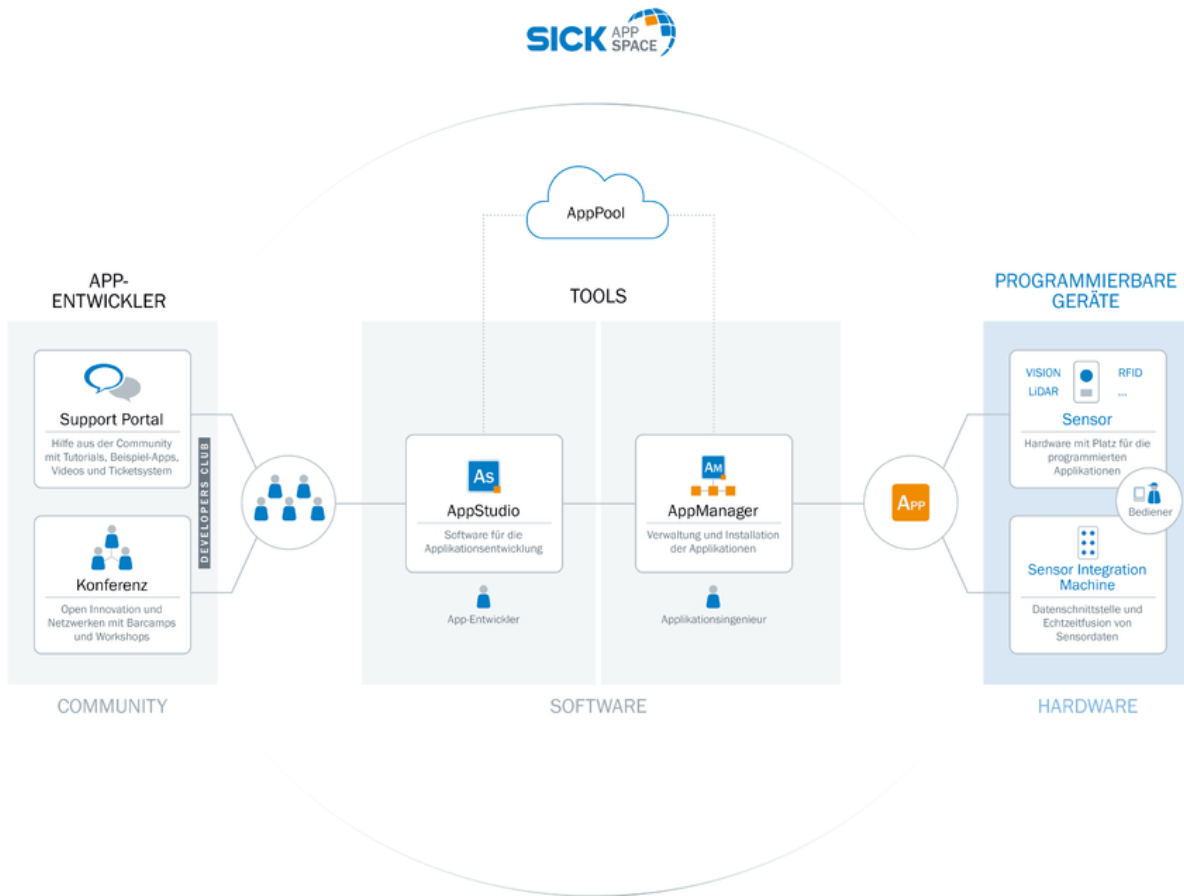 SICK APP
SPACE
AppPool
APP-
ENTWICKLER
TOOLS
PROGRAMMIERBARE
GERÄTE
Support Portal
Hilfe aus der Community
mit Tutorials, Beispiel-Apps,
Videos und Ticketsystem
Konferenz
Open Innovation und
Netzwerken mit Barcamps
und Workshops
DEVELOPERS CLUB
As
AppStudio
Software für die
Applikationsentwicklung
App-Entwickler
AM
AppManager
Verwaltung und Installation
der Applikationen
Applikationsingenieur
APP
VISION
RFID
LiDAR
...
Sensor
Hardware mit Platz für die
programmierten
Applikationen
Bediener
Sensor Integration
Machine
Datenschnittstelle und
Echtzeitfusion von
Sensordaten
COMMUNITY
SOFTWARE
HARDWARE